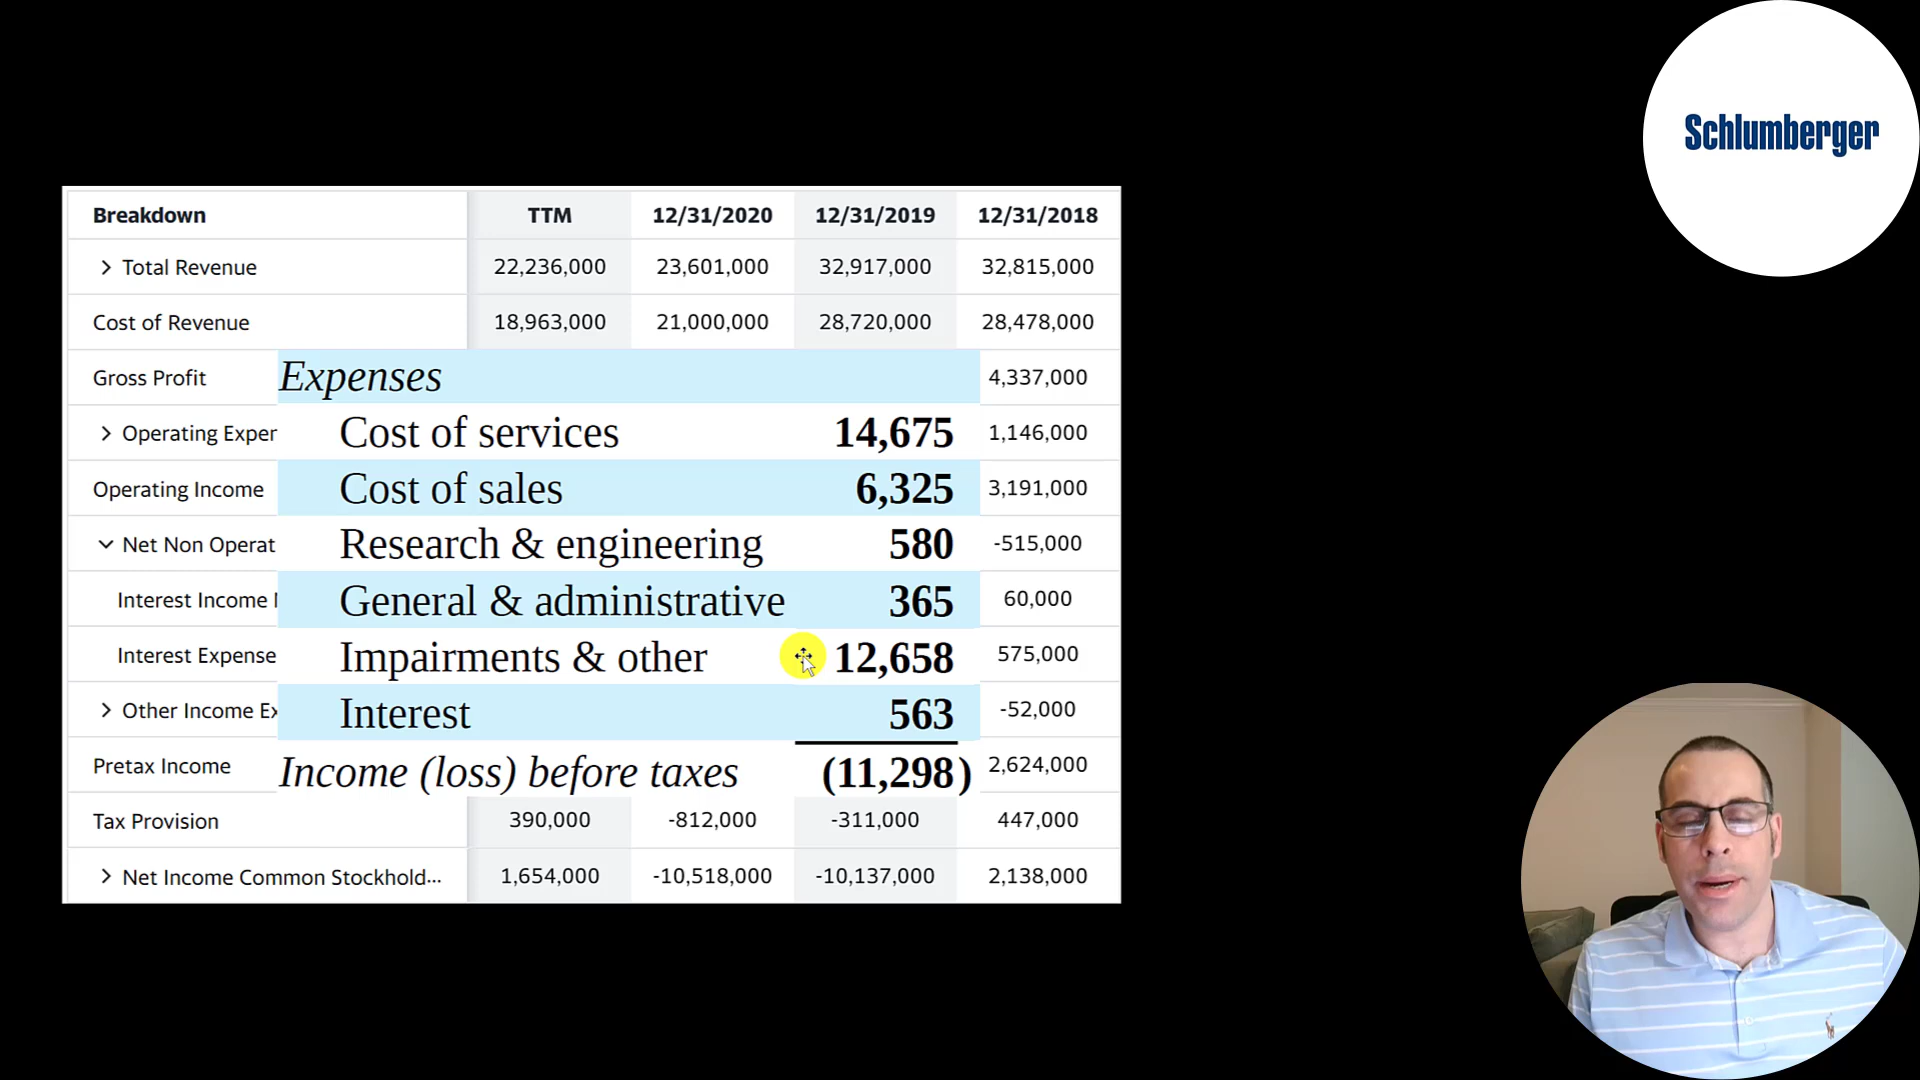 Schlumberger
Breakdown TTM 12/31/2020 12/31/2019 12/31/2018
Total Revenue 22,236,000 23,601,000 32,917,000 32,815,000
Cost of Revenue 18,963,000 21,000,000 28,720,000 28,478,000
Gross Profit Expenses 4,337,000
Operating Exper Cost of services 14,675 1,146,000
Operating Income Cost of sales 6,325 3,191,000
Net Non Operat Research & engineering 580 -515,000
Interest Income General & administrative 365 60,000
Interest Expense Impairments & other 12,658 575,000
Other Income Ex Interest 563 -52,000
Pretax Income Income (loss) before taxes (11,298) 2,624,000
Tax Provision 390,000 -812,000 -311,000 447,000
Net Income Common Stockhold... 1,654,000 -10,518,000 -10,137,000 2,138,000